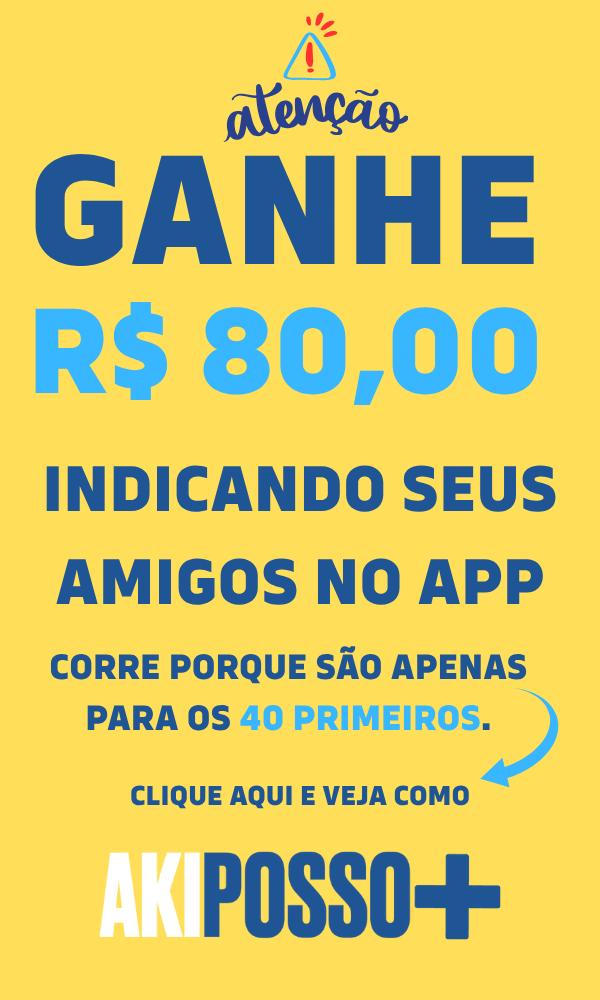 atenção
GANHE
R$ 80,00
INDICANDO SEUS
AMIGOS NO APP
CORRE PORQUE SÃO APENAS
PARA OS 40 PRIMEIROS.
CLIQUE AQUI E VEJA COMO
AKIPOSSO+